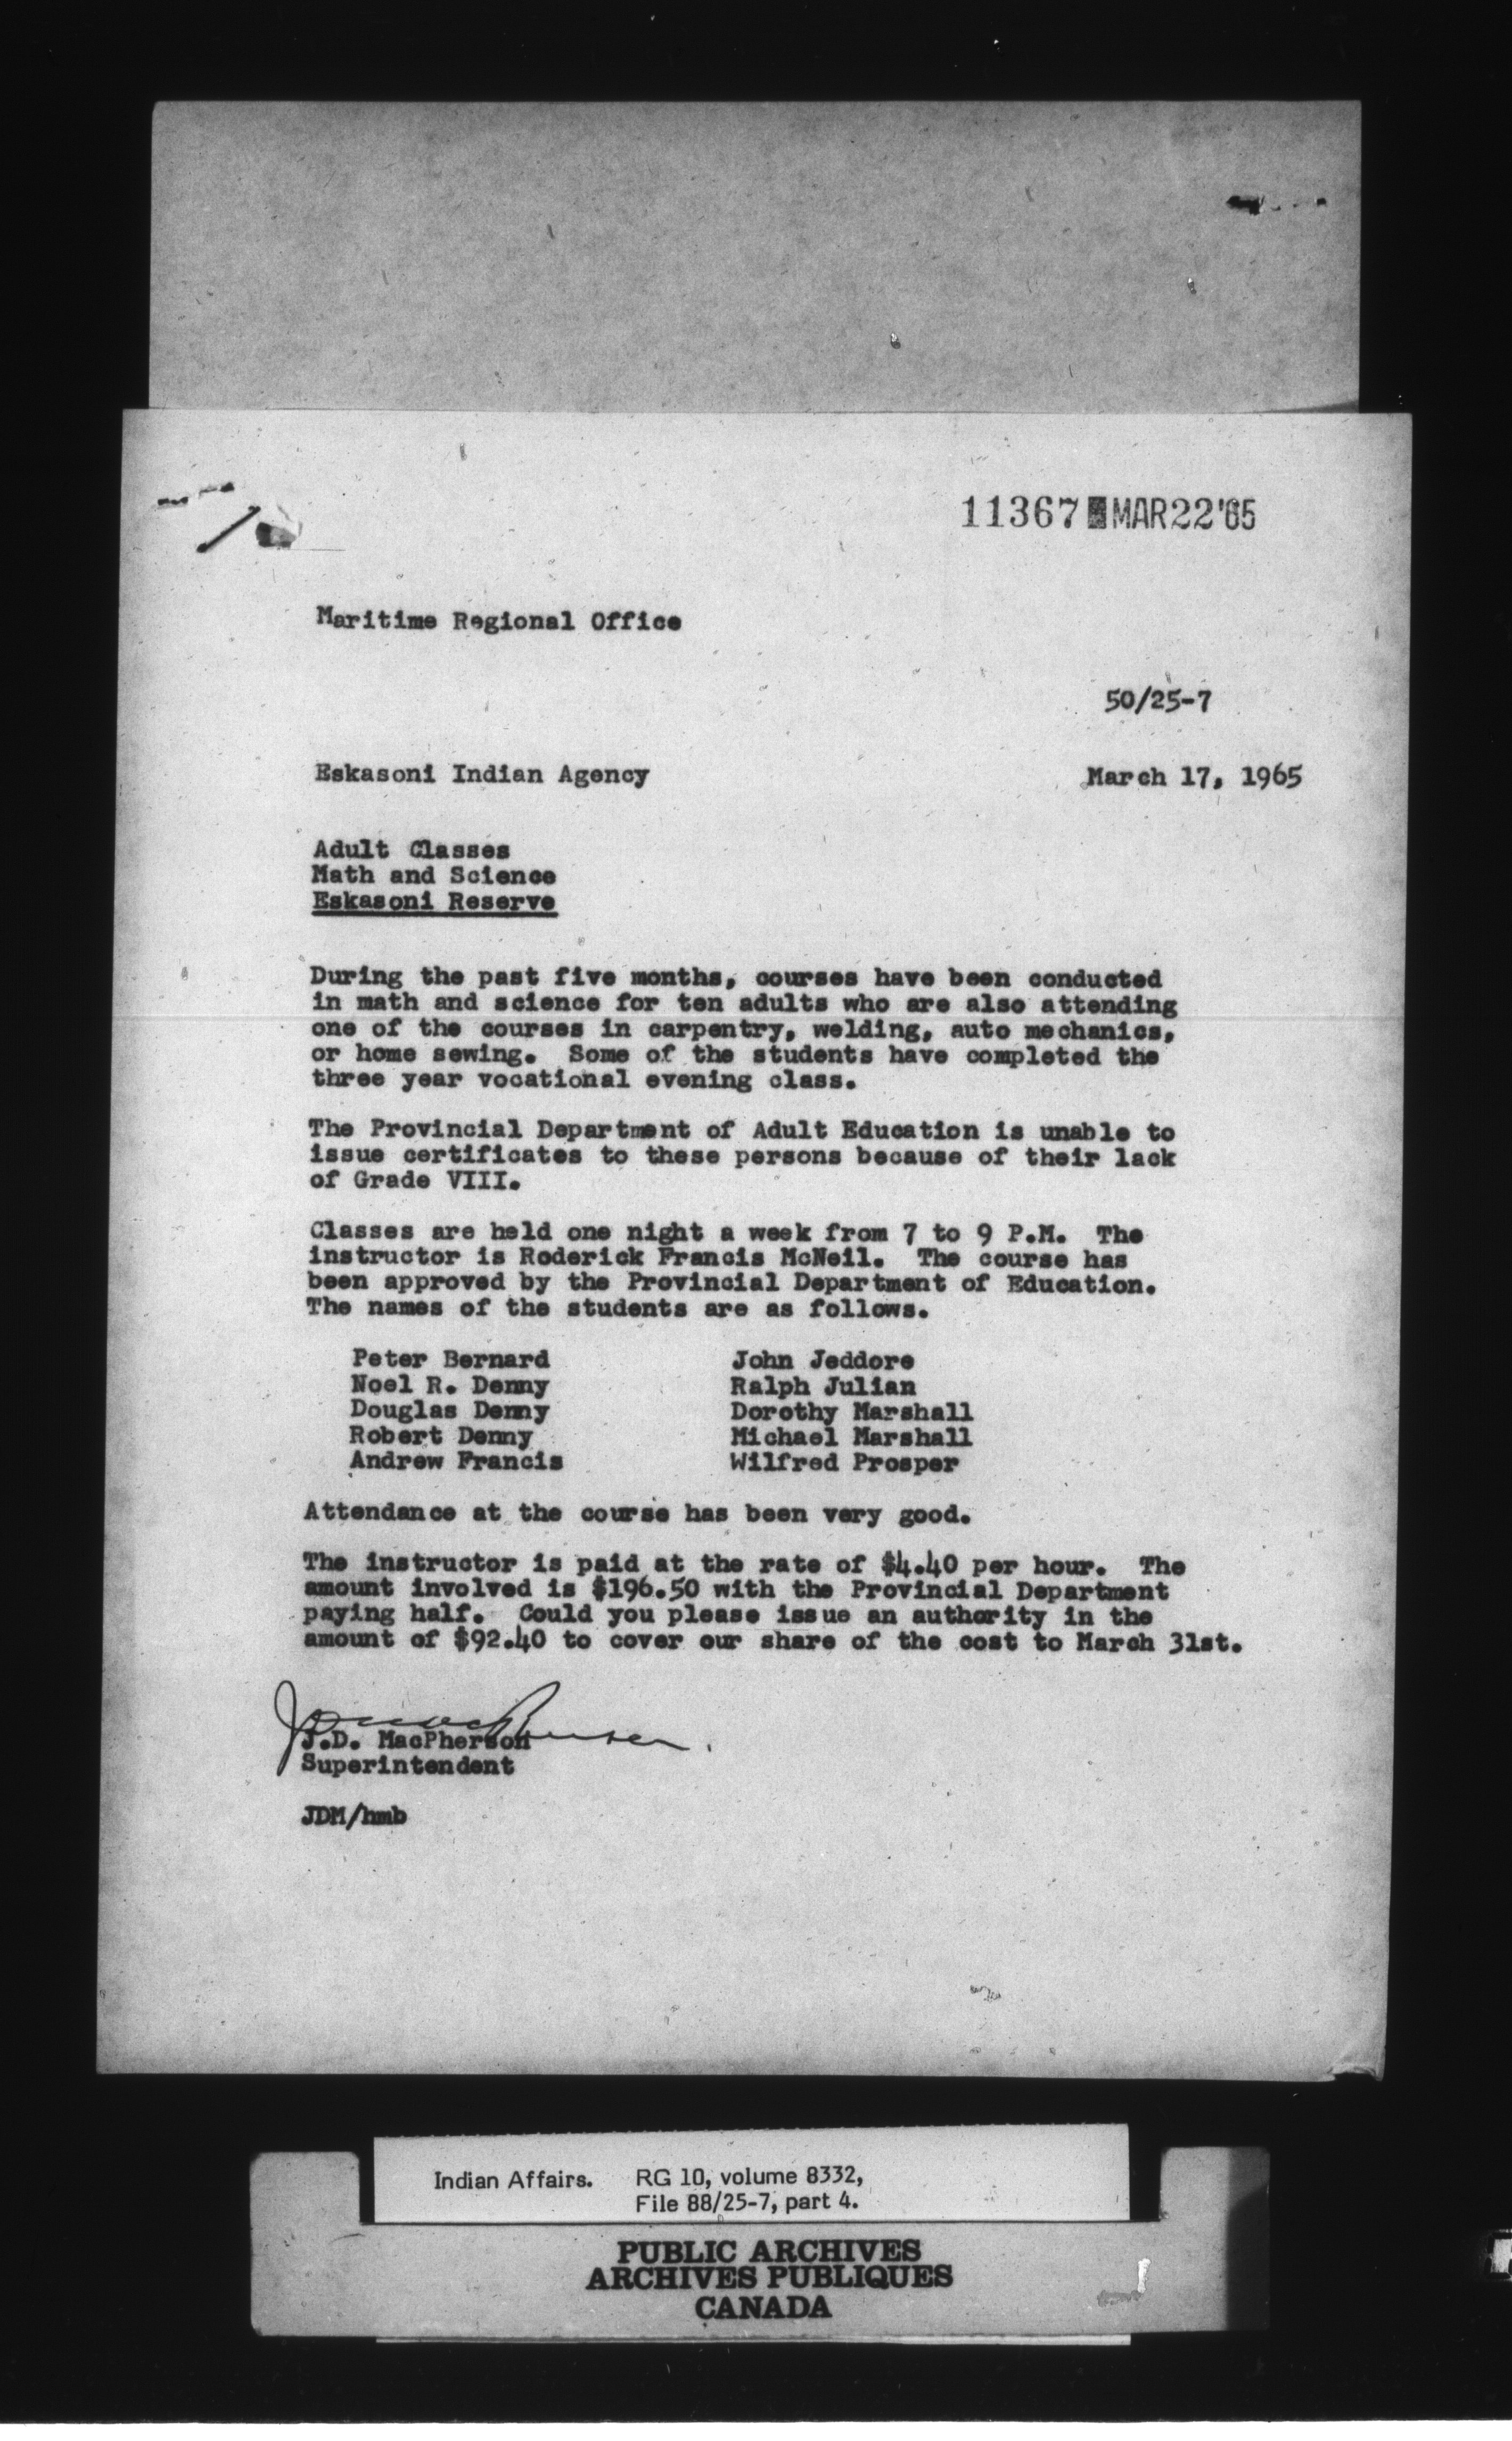 11367 MAR22'65
Maritime Regional Office
50/25-7
Eskasoni Indian Agency
March 17, 1965
Adult Classes
Math and Science
Eskasoni Reserve
During the past five months, courses have been conducted
in math and science for ten adults who are also attending
one of the courses in carpentry, welding, auto mechanics,
or home sewing. Some of the students have completed the
three year vocational evening class.
The Provincial Department of Adult Education is unable to
issue certificates to these persons because of their lack
of Grade VIII.
Classes are held one night a week from 7 to 9 P.M. The
instructor is Roderick Francis McNeil. The course has
been approved by the Provincial Department of Education.
The names of the students are as follows.
Peter Bernard John Jeddore
Noel R. Denny Ralph Julian
Douglas Denny Dorothy Marshall
Robert Denny Michael Marshall
Andrew Francis Wilfred Prosper
Attendance at the course has been very good.
The instructor is paid at the rate of $4.40 per hour. The
amount involved is $196.50 with the Provincial Department
paying half. Could you please issue an authority in the
amount of $92.40 to cover our share of the cost to March 31st.
J.D. MacPherson
Superintendent
JDM/hmb
Indian Affairs. RG 10, volume 8332,
File 88/25-7, part 4.
PUBLIC ARCHIVES
ARCHIVES PUBLIQUES
CANADA